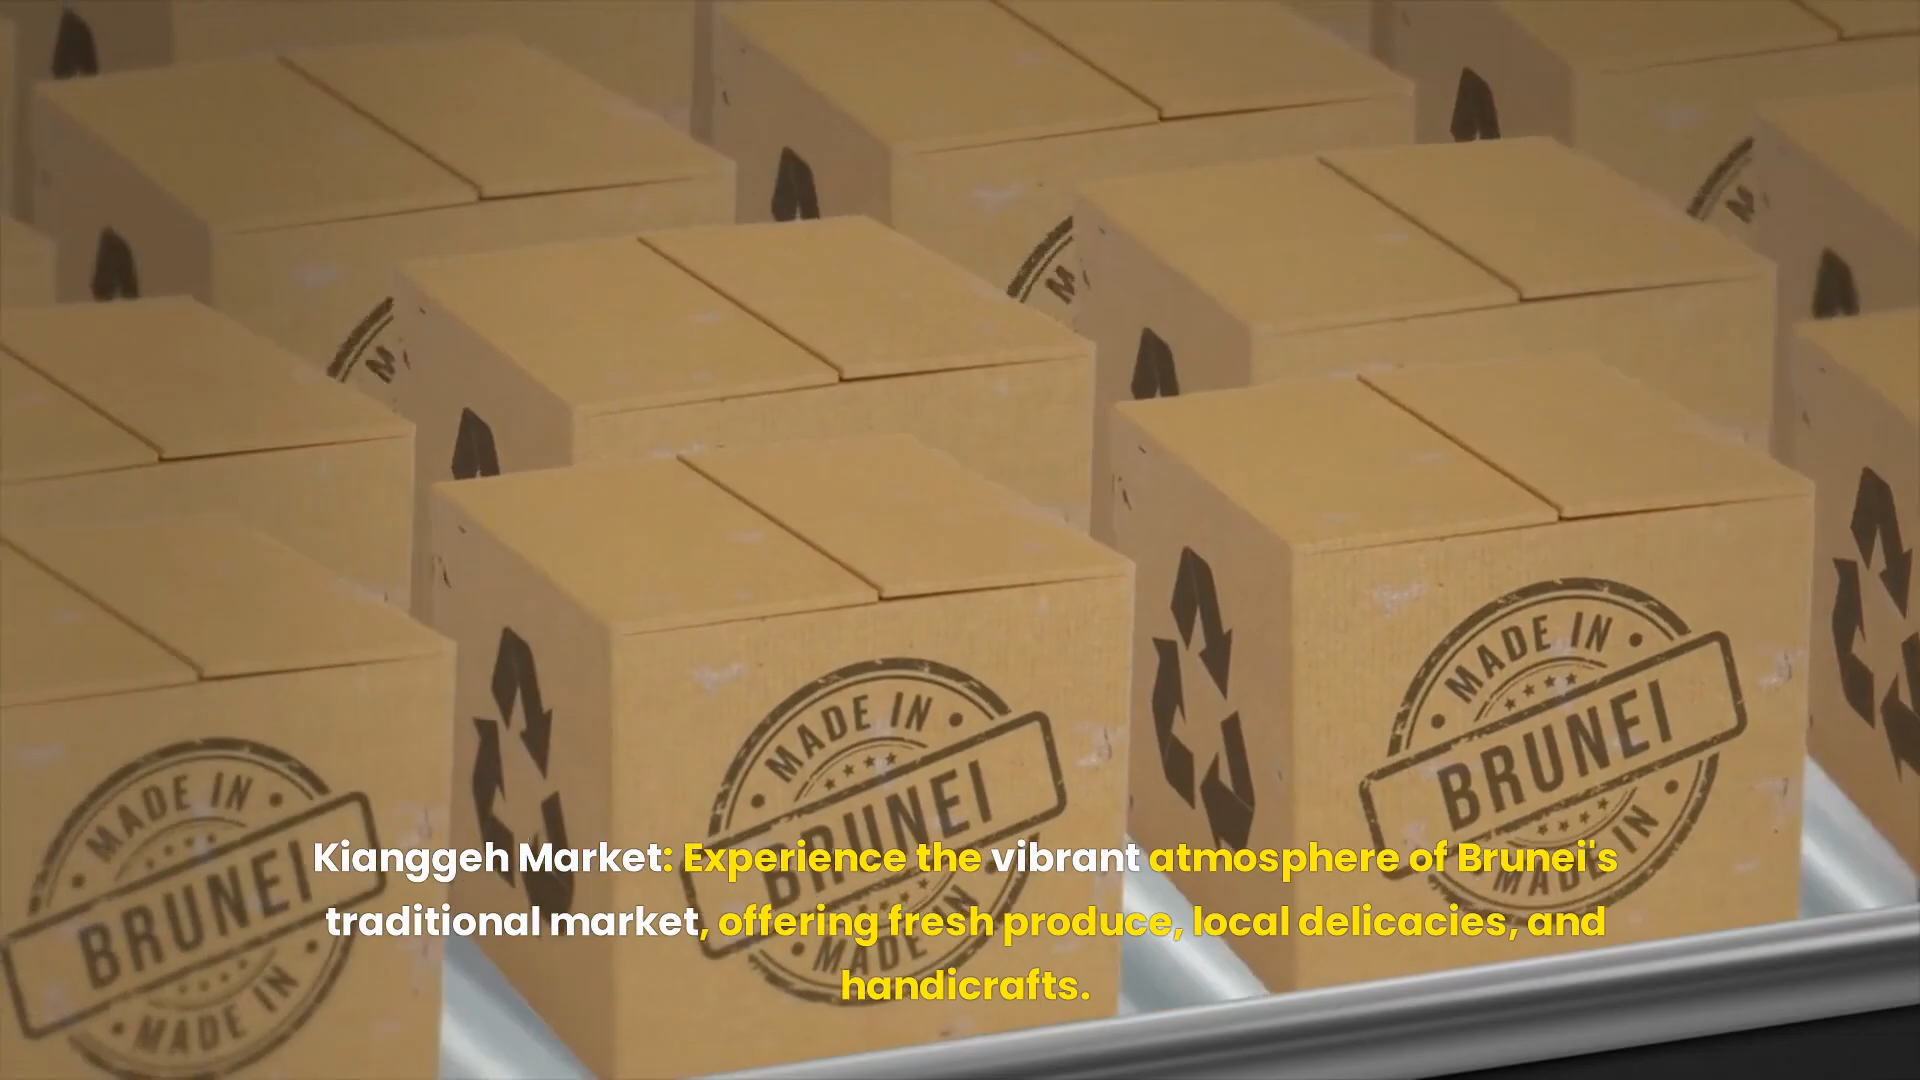 MADE IN
BRUNEI
MADE IN
MADE IN
BRUNEI
MADE IN
MADE IN
BRUNEI
MADE IN
Kianggeh Market: Experience the vibrant atmosphere of Brunei's
traditional market, offering fresh produce, local delicacies, and
handicrafts.